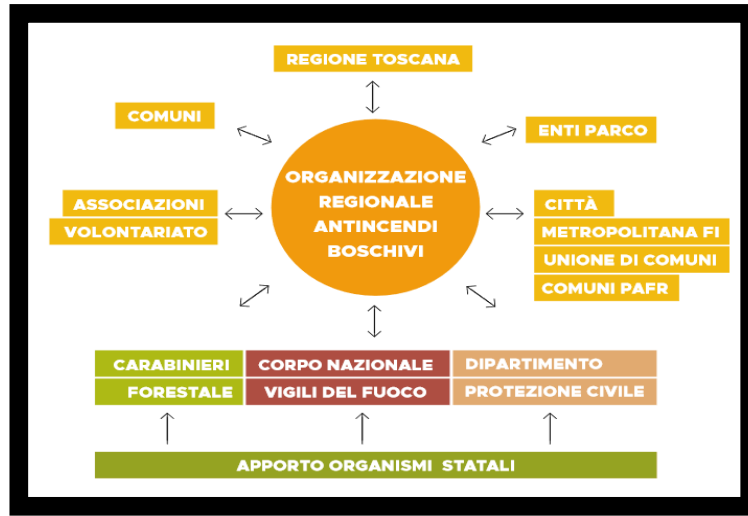 REGIONE TOSCANA
COMUNI
ENTI PARCO
ORGANIZZAZIONE
REGIONALE
ANTINCENDI
BOSCHIVI
ASSOCIAZIONI
VOLONTARIATO
CITTÀ
METROPOLITANA FI
UNIONE DI COMUNI
COMUNI PAFR
CARABINIERI
FORESTALE
CORPO NAZIONALE
VIGILI DEL FUOCO
DIPARTIMENTO
PROTEZIONE CIVILE
APPORTO ORGANISMI STATALI